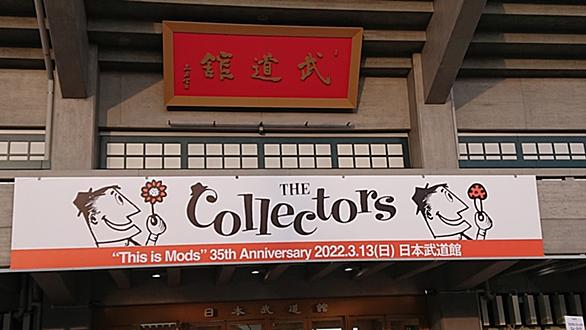 武道館
THE
Collectors
"This is Mods" 35th Anniversary 2022.3.13(日) 日本武道館
日本武道館